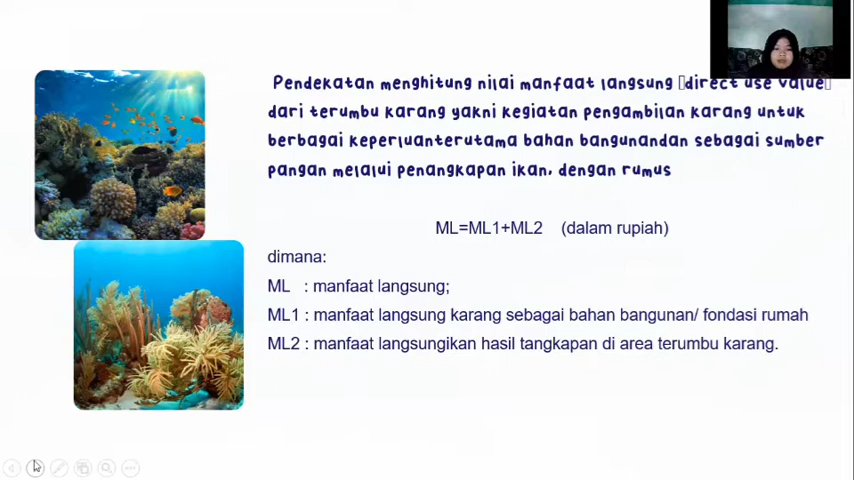 Pendekatan menghitung nilai manfaat langsung direct use value
dari terumbu karang yakni kegiatan pengambilan karang untuk
berbagai keperluanterutama bahan bangunandan sebagai sumber
pangan melalui penangkapan ikan, dengan rumus
ML=ML1+ML2 (dalam rupiah)
dimana:
ML : manfaat langsung;
ML1 : manfaat langsung karang sebagai bahan bangunan/ fondasi rumah
ML2 : manfaat langsungikan hasil tangkapan di area terumbu karang.